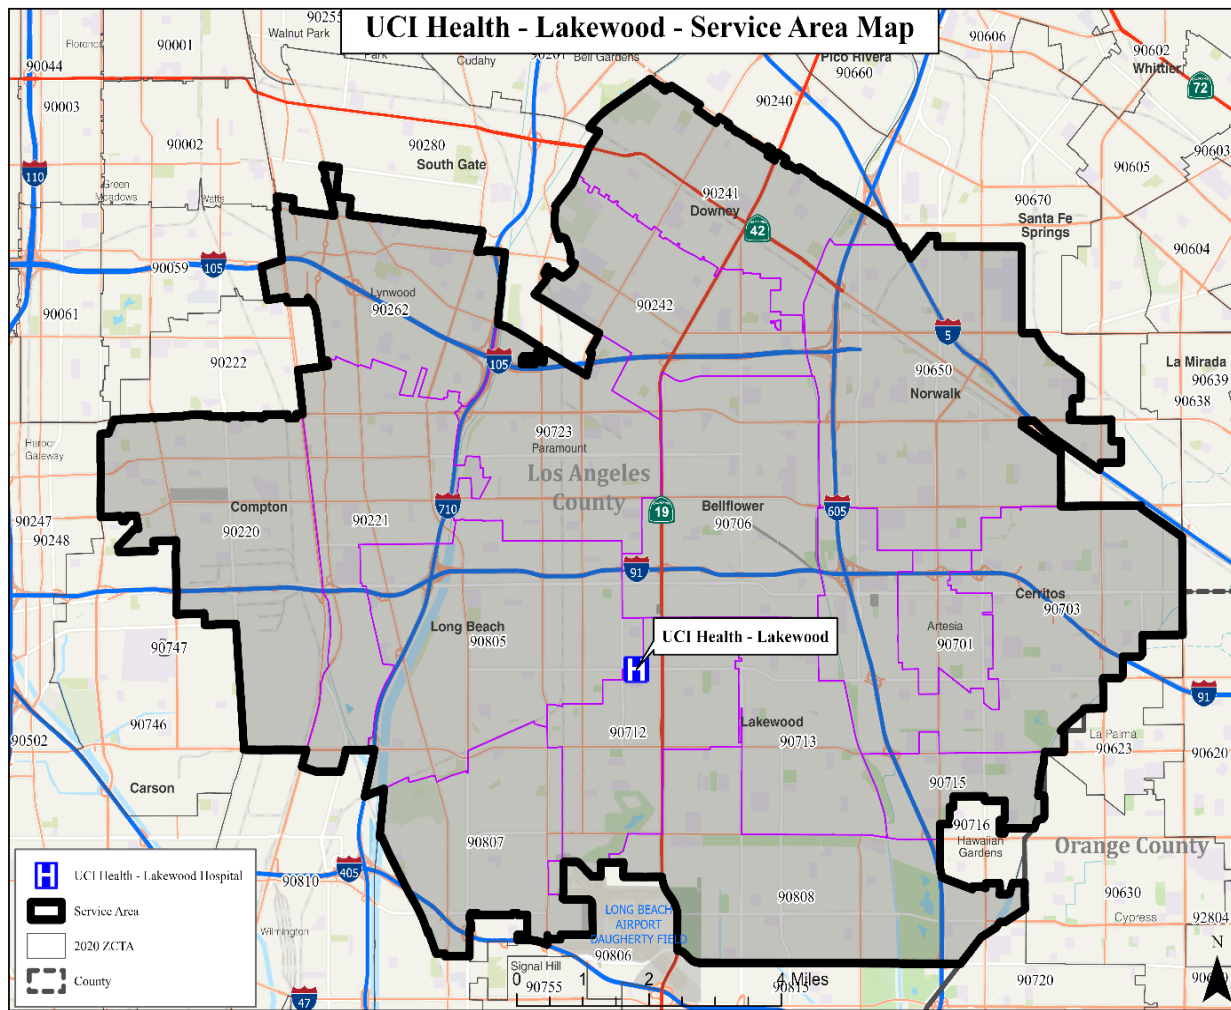 UCI Health - Lakewood - Service Area Map
90255
Walnut Park
Park
Cudahy
90201
Bell Gardens
Pico Rivera
90660
90606
90602
Whittier
72
Florence
90001
90044
90003
90002
90280
South Gate
90240
90605
90603
110
Green
Meadows
Watts
90241
Downey
42
90670
Santa Fe
Springs
90604
90059
105
Lynwood
90262
90242
90061
90222
105
5
La Mirada
90639
90638
90650
Norwalk
Harbor
Gateway
90723
Paramount
Los Angeles
County
Compton
90220
90221
710
19
Bellflower
90706
605
90247
90248
91
Cerritos
90703
Long Beach
90805
UCI Health - Lakewood
Artesia
90701
90747
H
91
90746
90712
Lakewood
90713
La Palma
90623
90620
90502
Carson
90715
90716
Hawaiian
Gardens
90807
Orange County
H
UCI Health - Lakewood Hospital
Service Area
2020 ZCTA
County
90810
405
Wilmington
47
90808
90630
Cypress
92804
LONG BEACH
AIRPORT
DAUGHERTY FIELD
90806
Signal Hill
90755
0 1 2 4 Miles
90815
90720
N